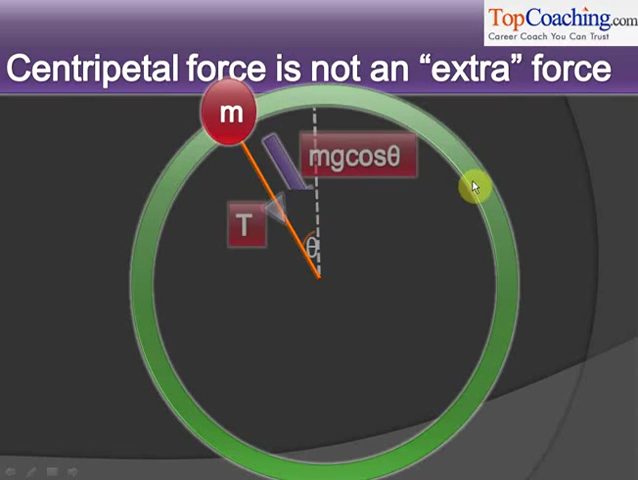 TopCoaching.com
Career Coach You Can Trust
Centripetal force is not an “extra” force
m
mgcosθ
T
θ